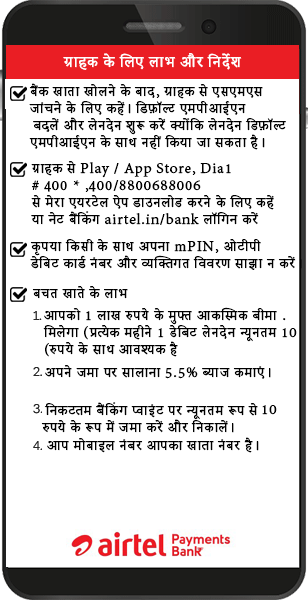 ग्राहक के लिए लाभ और निर्देश
बैंक खाता खोलने के बाद, ग्राहक से एसएमएस
जांचने के लिए कहें। डिफ़ॉल्ट एमपीआईएन
बदलें और लेनदेन शुरू करें क्योंकि लेनदेन डिफ़ॉल्ट
एमपीआईएन के साथ नहीं किया जा सकता है।
ग्राहक से Play / App Store, Dia1
# 400 * ,400/8800688006
से मेरा एयरटेल ऐप डाउनलोड करने के लिए कहें
या नेट बैंकिंग airtel.in/bank लॉगिन करें
कृपया किसी के साथ अपना mPIN, ओटीपी
डेबिट कार्ड नंबर और व्यक्तिगत विवरण साझा न करें
बचत खाते के लाभ
1. आपको 1 लाख रुपये के मुफ्त आकस्मिक बीमा .
मिलेगा (प्रत्येक महीने 1 डेबिट लेनदेन न्यूनतम 10
(रुपये के साथ आवश्यक है
2. अपने जमा पर सालाना 5.5% ब्याज कमाएं।
3. निकटतम बैंकिंग प्वाइंट पर न्यूनतम रूप से 10
रुपये के रूप में जमा करें और निकालें।
4. आप मोबाइल नंबर आपका खाता नंबर है।
airtel Payments
Bank